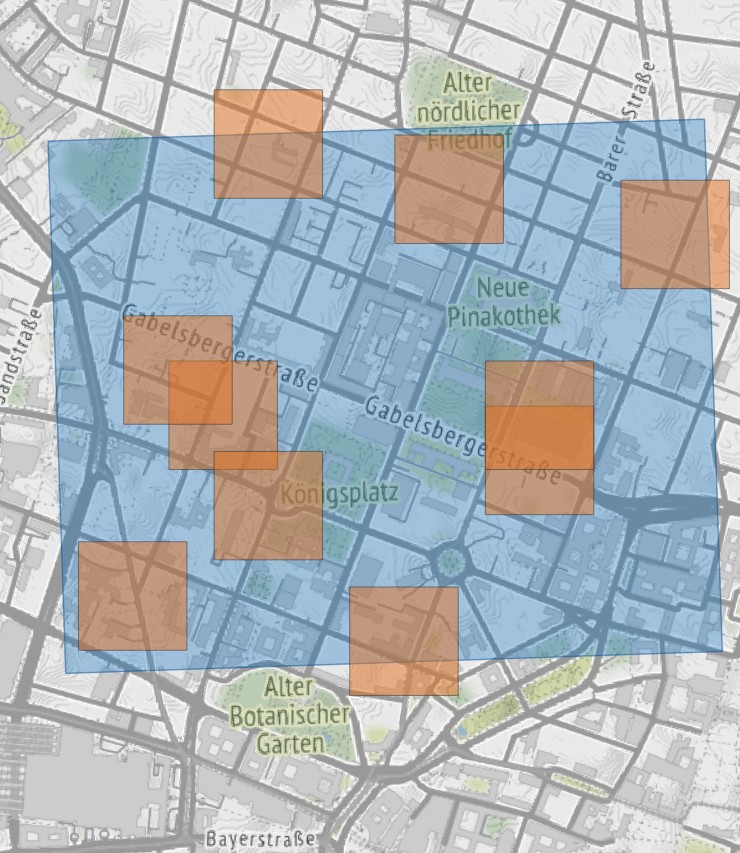 Alter
nördlicher
Friedhof
Barer Straße
Neue
Pinakothek
Gabelsbergerstraße
Sandstraße
Gabelsbergerstraße
Königsplatz
Alter
Botanischer
Garten
Bayerstraße